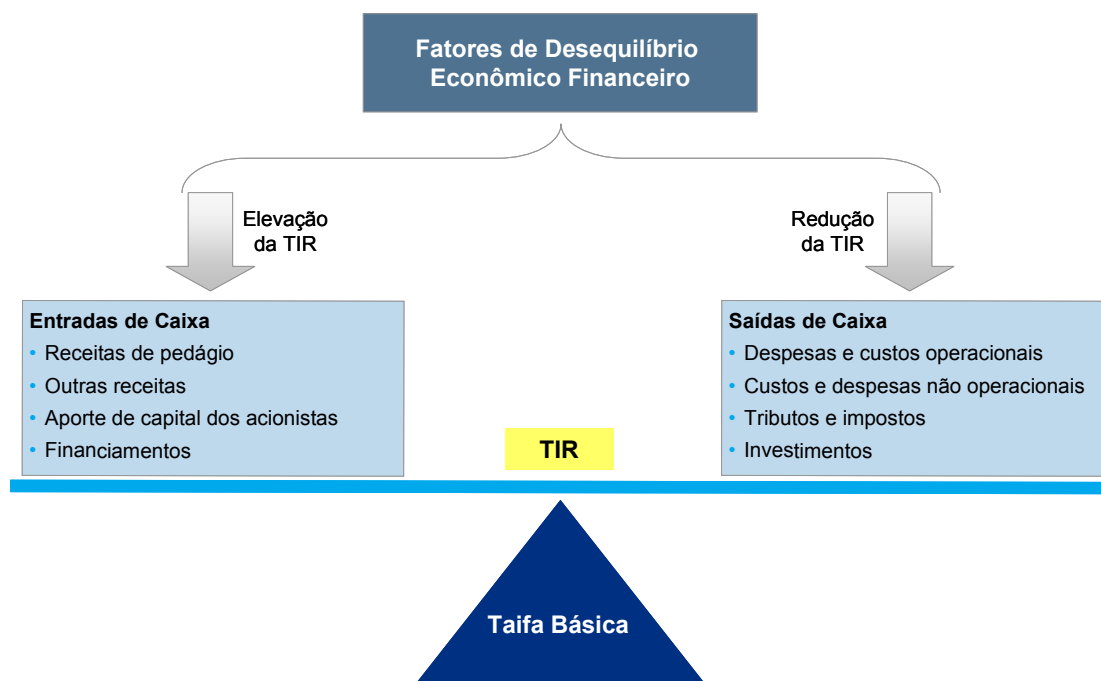 Fatores de Desequilíbrio
Econômico Financeiro
Elevação
da TIR
Redução
da TIR
Entradas de Caixa
• Receitas de pedágio
• Outras receitas
• Aporte de capital dos acionistas
• Financiamentos
Saídas de Caixa
• Despesas e custos operacionais
• Custos e despesas não operacionais
• Tributos e impostos
• Investimentos
TIR
Taifa Básica